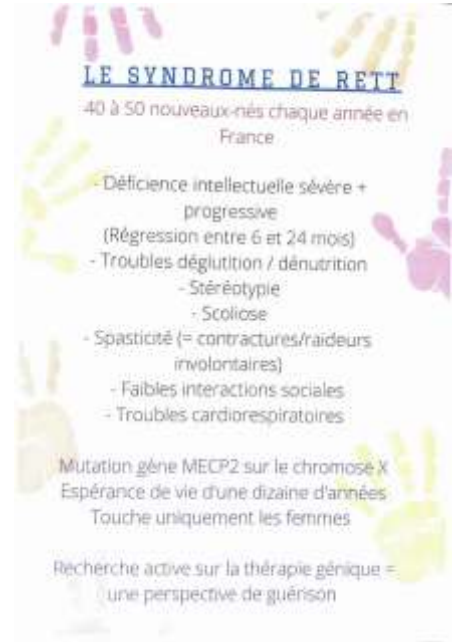 LE SYNDROME DE RETT
40 à 50 nouveaux-nés chaque année en
France
- Déficience intellectuelle sévère +
progressive
(Régression entre 6 et 24 mois)
- Troubles déglutition / dénutrition
- Stéréotypie
- Scoliose
- Spasticité (= contractures/raideurs
involontaires)
- Faibles interactions sociales
- Troubles cardiorespiratoires
Mutation gène MECP2 sur le chromose X
Espérance de vie d'une dizaine d'années
Touche uniquement les femmes
Recherche active sur la thérapie génique =
une perspective de guérison